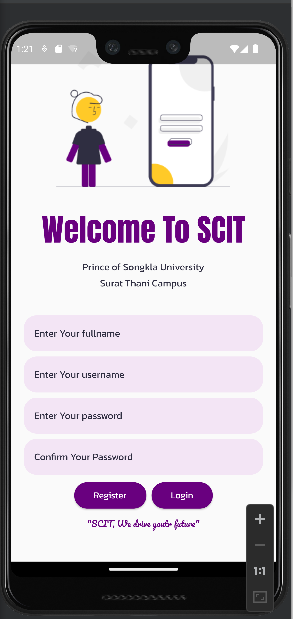 1:21
Welcome To SCIT
Prince of Songkla University
Surat Thani Campus
Enter Your fullname
Enter Your username
Enter Your password
Confirm Your Password
Register Login
"SCIT, We drive youtr future"
1:1